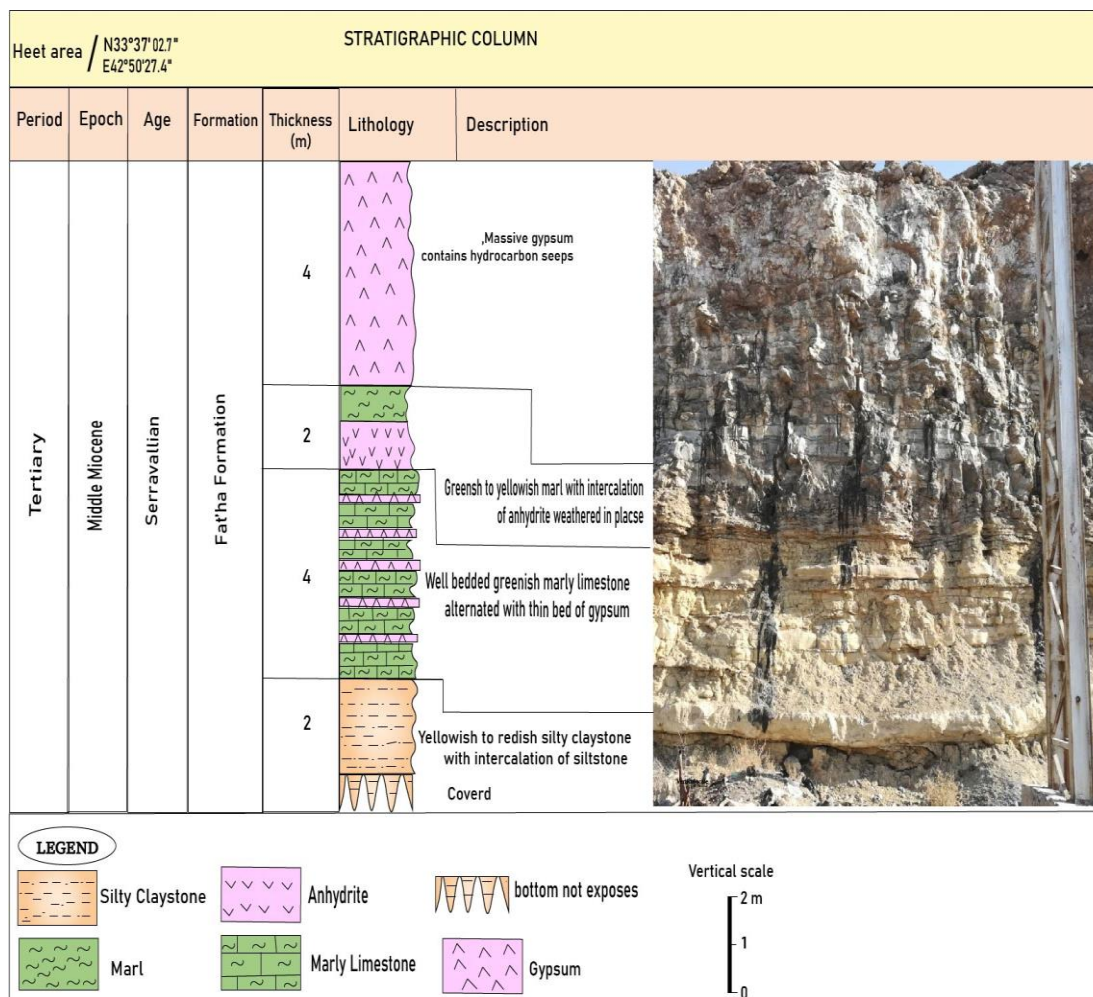 Heet area / N33°37'02.7"
E42°50'27.4"
STRATIGRAPHIC COLUMN
Period
Epoch
Age
Formation
Thickness
(m)
Lithology
Description
Tertiary
Middle Miocene
Serravallian
Fat'ha Formation
4
,Massive gypsum
contains hydrocarbon seeps
2
Greensh to yellowish marl with intercalation
of anhydrite weathered in placse
4
Well bedded greenish marly limestone
alternated with thin bed of gypsum
2
Yellowish to redish silty claystone
with intercalation of siltstone
Coverd
LEGEND
Silty Claystone
Anhydrite
bottom not exposes
Marl
Marly Limestone
Gypsum
Vertical scale
2 m
1
0